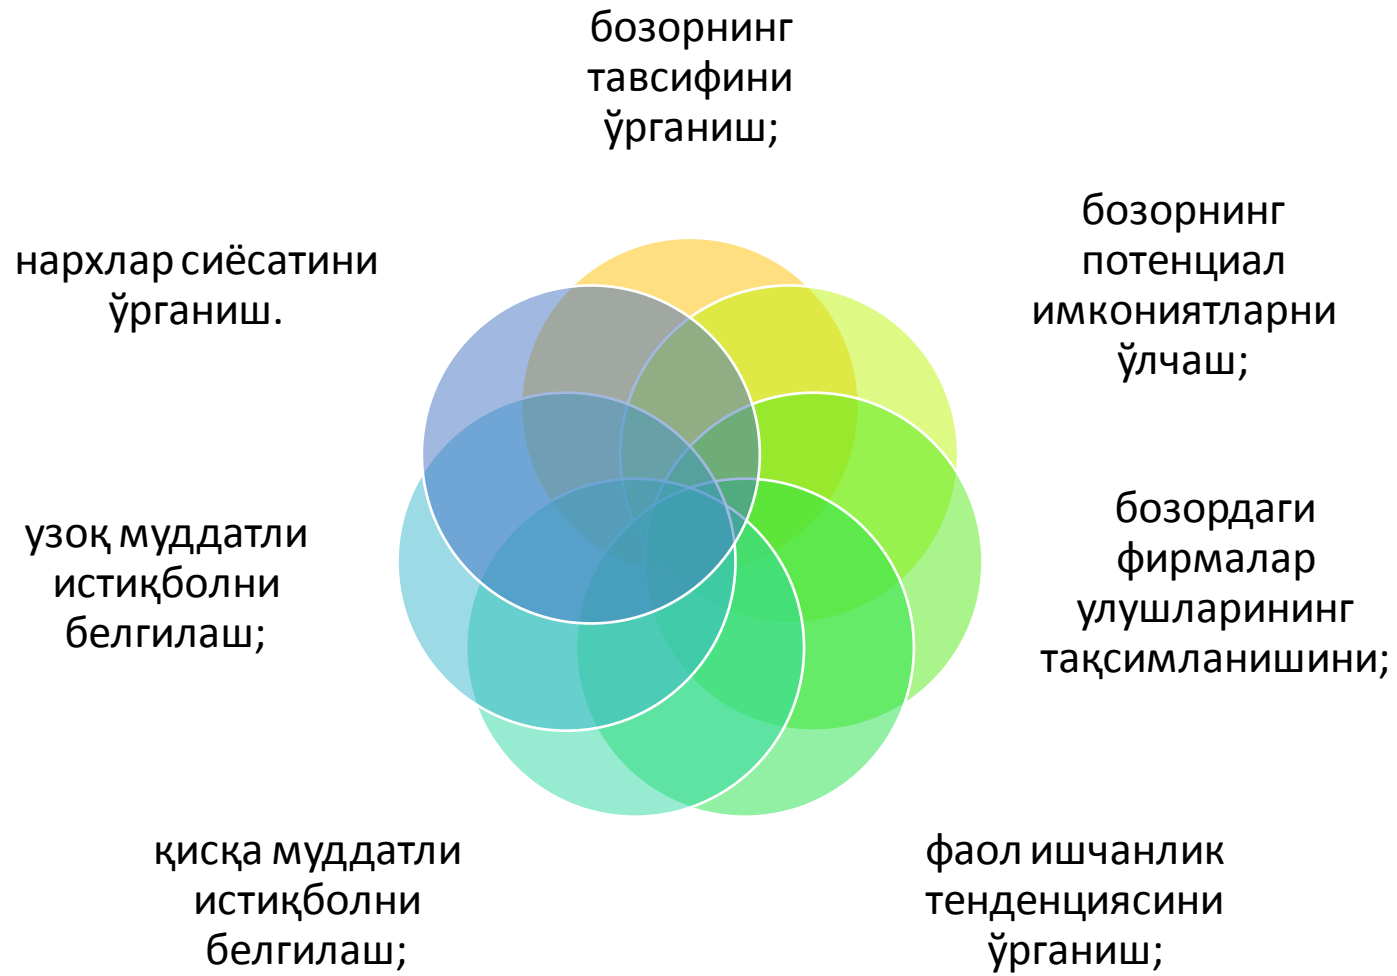 бозорнинг
тавсифини
ўрганиш;
бозорнинг
потенциал
имкониятларни
ўлчаш;
бозордаги
фирмалар
улушларининг
тақсимланишини;
фаол ишчанлик
тенденциясини
ўрганиш;
қисқа муддатли
истиқболни
белгилаш;
узоқ муддатли
истиқболни
белгилаш;
нархлар сиёсатини
ўрганиш.